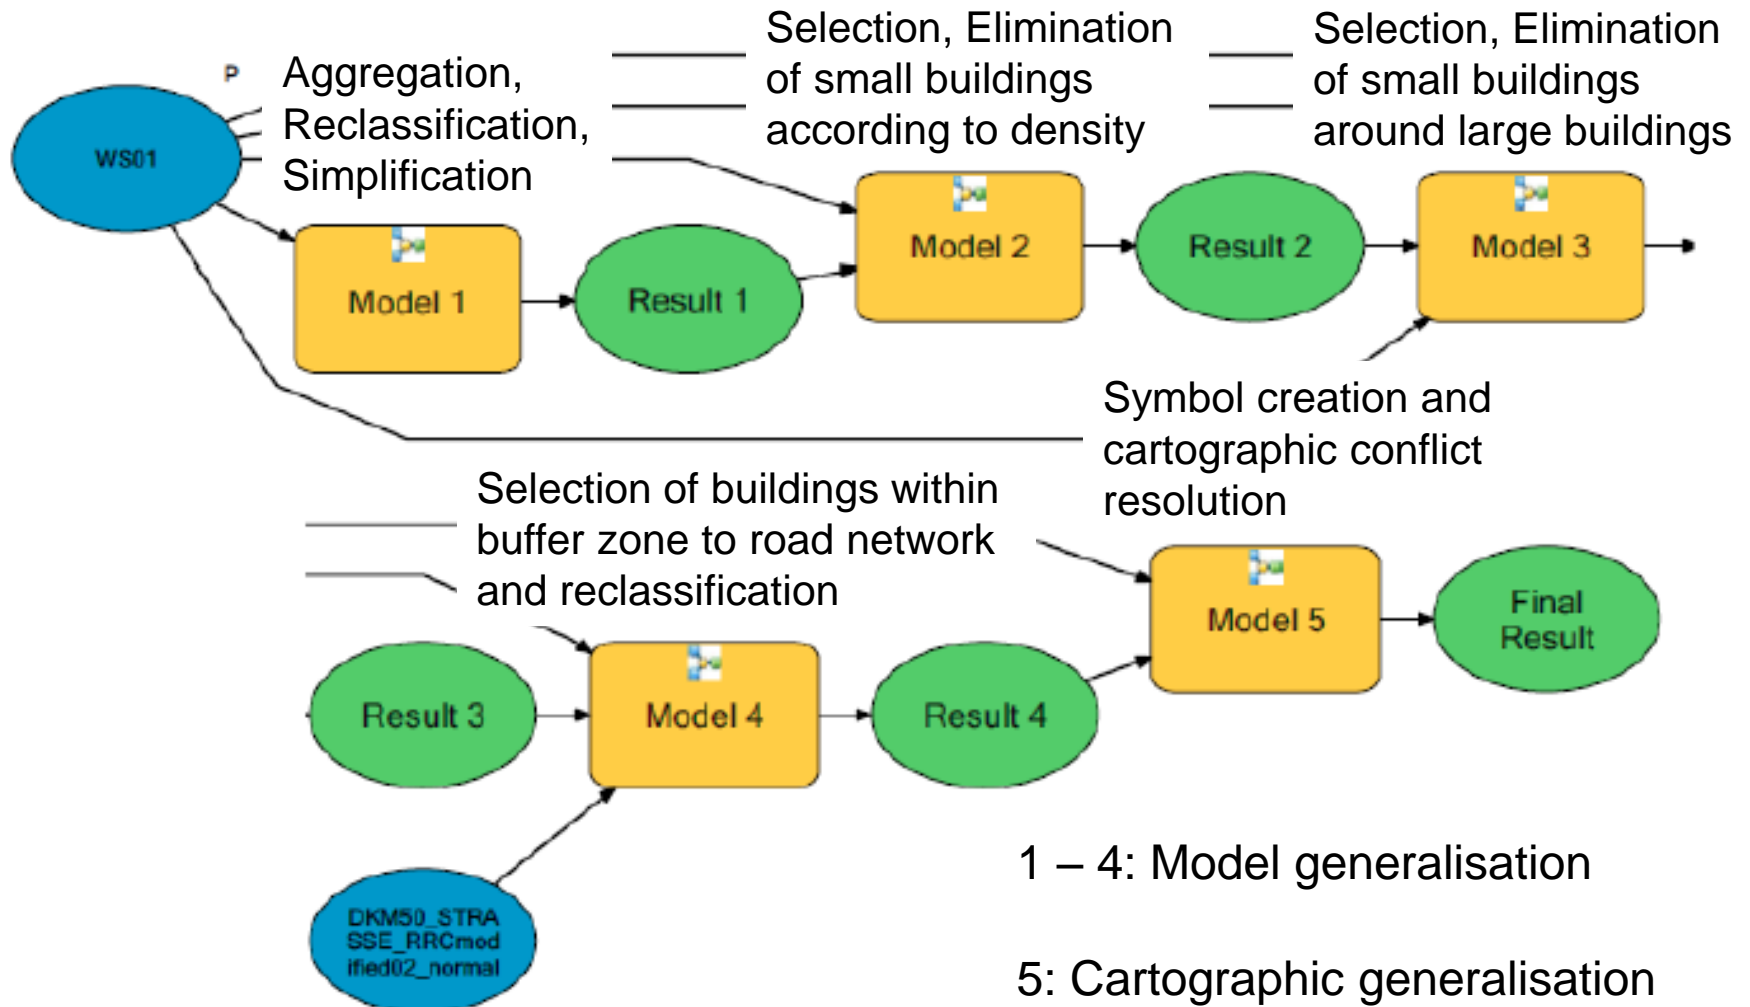 P
Aggregation,
Reclassification,
Simplification
Selection, Elimination
of small buildings
according to density
Selection, Elimination
of small buildings
around large buildings
WS01
Model 1
Result 1
Model 2
Result 2
Model 3
Symbol creation and
cartographic conflict
resolution
Selection of buildings within
buffer zone to road network
and reclassification
Result 3
Model 4
Result 4
Model 5
Final
Result
DKM50_STRA
SSE_RRCmod
ified02_normal
1 – 4: Model generalisation
5: Cartographic generalisation